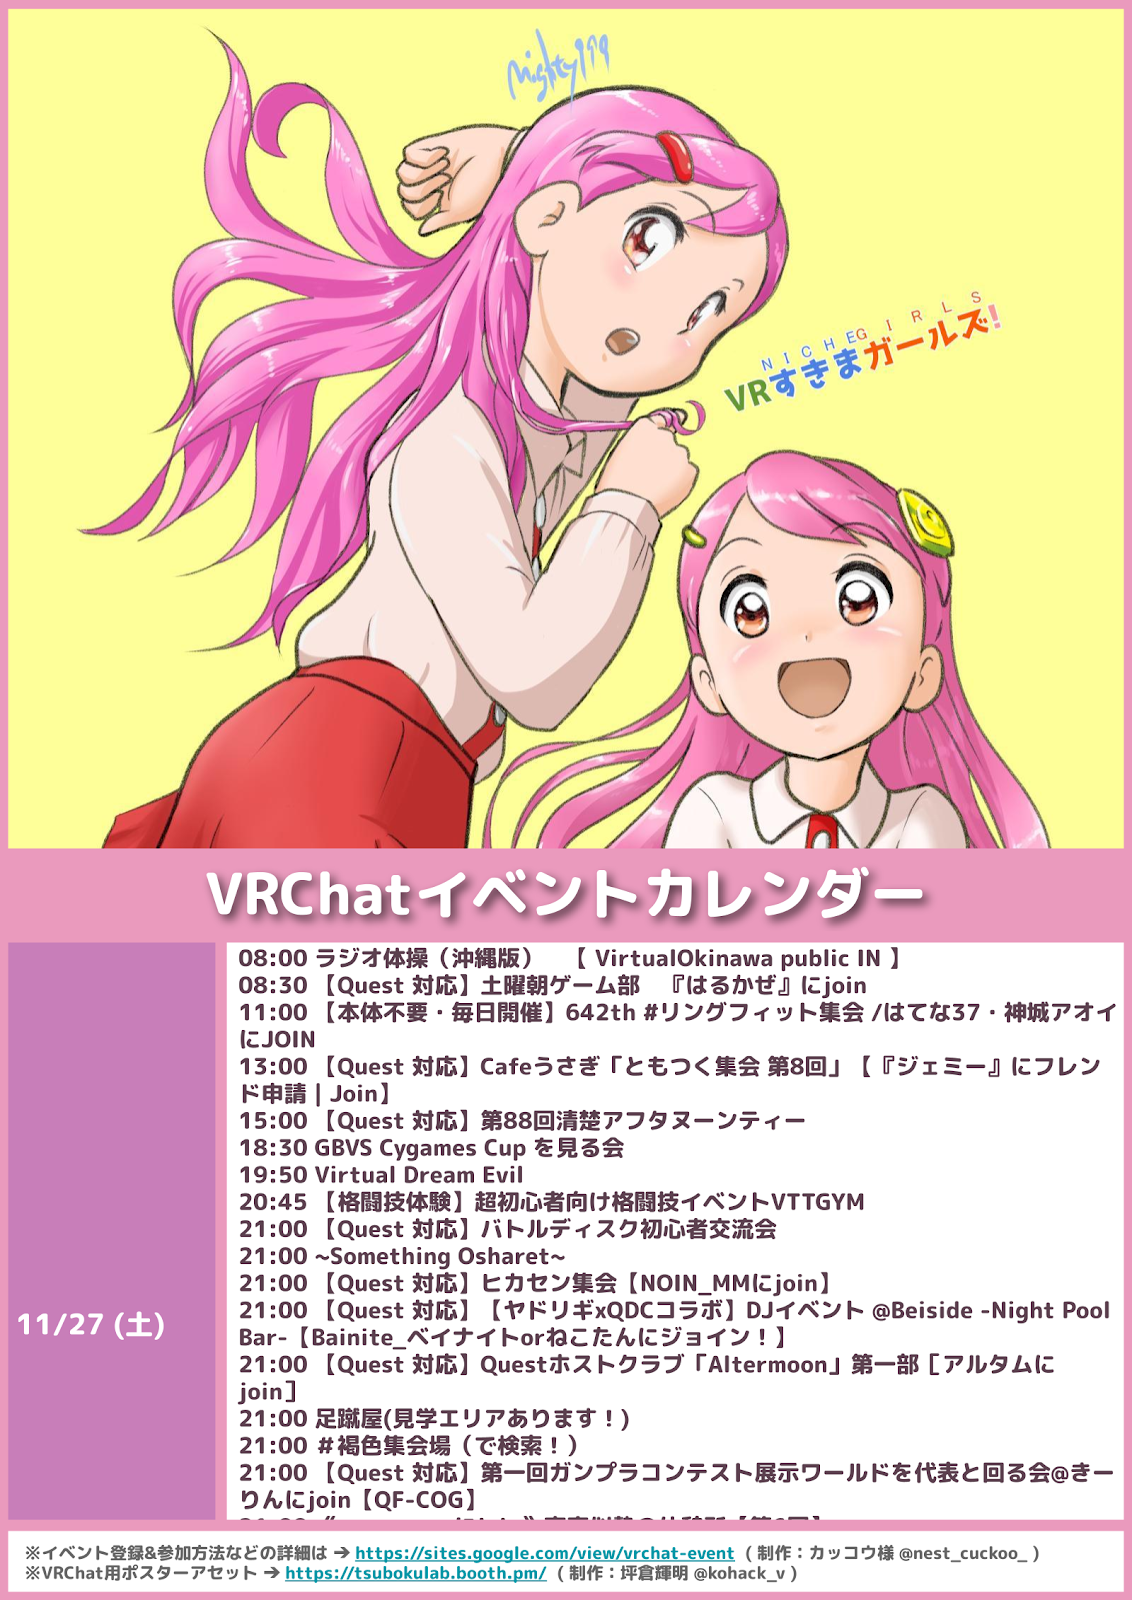 mighty199
NICHE GIRLS
VRすきまガールズ!
VRChatイベントカレンダー
11/27 (土)
08:00 ラジオ体操（沖縄版）　【 VirtualOkinawa public IN 】
08:30 【Quest 対応】土曜朝ゲーム部　『はるかぜ』にjoin
11:00 【本体不要・毎日開催】642th #リングフィット集会 /はてな37・神城アオイ
にJOIN
13:00 【Quest 対応】Cafeうさぎ「ともつく集会 第8回」【『ジェミー』にフレン
ド申請 | Join】
15:00 【Quest 対応】第88回清楚アフタヌーンティー
18:30 GBVS Cygames Cup を見る会
19:50 Virtual Dream Evil
20:45 【格闘技体験】超初心者向け格闘技イベントVTTGYM
21:00 【Quest 対応】バトルディスク初心者交流会
21:00 ~Something Osharet~
21:00 【Quest 対応】ヒカセン集会【NOIN_MMにjoin】
21:00 【Quest 対応】【ヤドリギxQDCコラボ】DJイベント @Beiside -Night Pool
Bar-【Bainite_ベイナイトorねこたんにジョイン！】
21:00 【Quest 対応】Questホストクラブ「Altermoon」第一部［アルタムに
join］
21:00 足蹴屋(見学エリアあります！)
21:00 ＃褐色集会場（で検索！）
21:00 【Quest 対応】第一回ガンプラコンテスト展示ワールドを代表と回る会@きー
りんにjoin【QF-COG】
※イベント登録&参加方法などの詳細は ➔ https://sites.google.com/view/vrchat-event （ 制作：カッコウ様 @nest_cuckoo_ ）
※VRChat用ポスターアセット ➔ https://tsubokulab.booth.pm/ （ 制作：坪倉輝明 @kohack_v ）